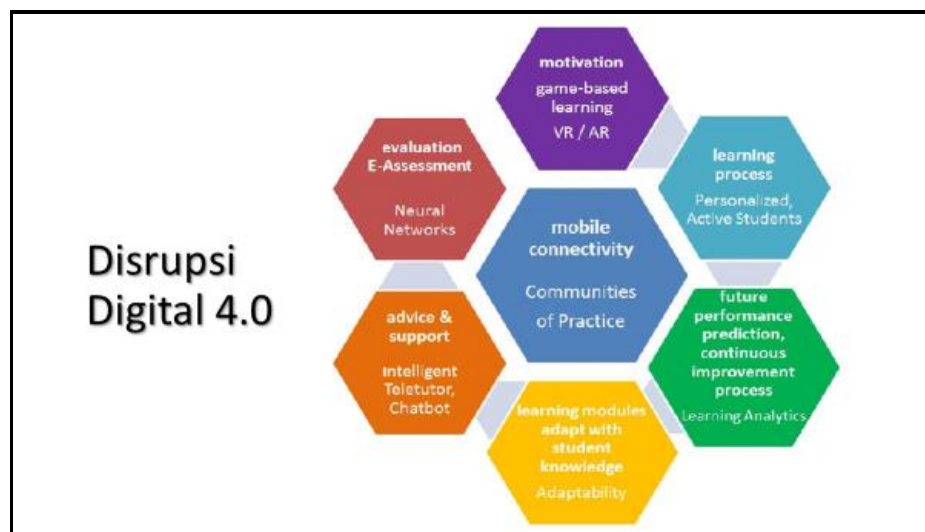 Disrupsi
Digital 4.0
motivation
game-based
learning
VR / AR
learning
process
Personalized,
Active Students
future
performance
prediction,
continuous
improvement
process
Learning Analytics
learning modules
adapt with
student
knowledge
Adaptability
advice &
support
Intelligent
Teletutor,
Chatbot
evaluation
E-Assessment
Neural
Networks
mobile
connectivity
Communities
of Practice